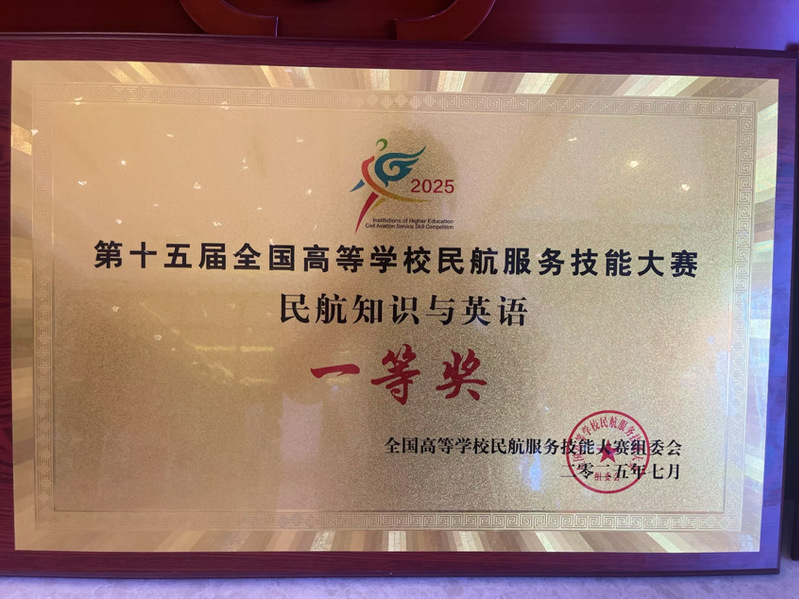 2025
Institutions of Higher Education
Civil Aviation Service Skill Competition
第十五届全国高等学校民航服务技能大赛
民航知识与英语
一等奖
全国高等学校民航服务技能大赛组委会
二零二五年七月
组委会